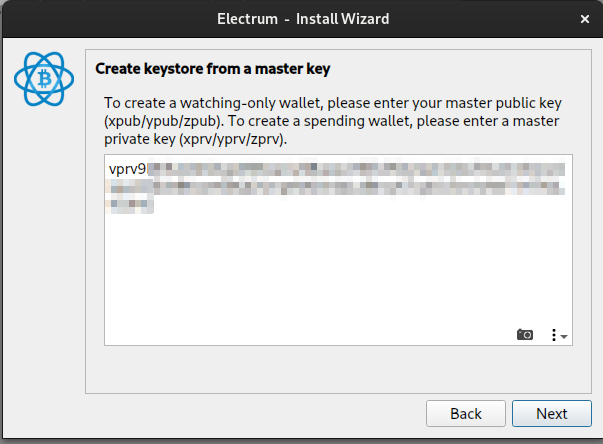 Electrum - Install Wizard
Create keystore from a master key
To create a watching-only wallet, please enter your master public key
(xpub/ypub/zpub). To create a spending wallet, please enter a master
private key (xprv/yprv/zprv).
vprv9
Back
Next